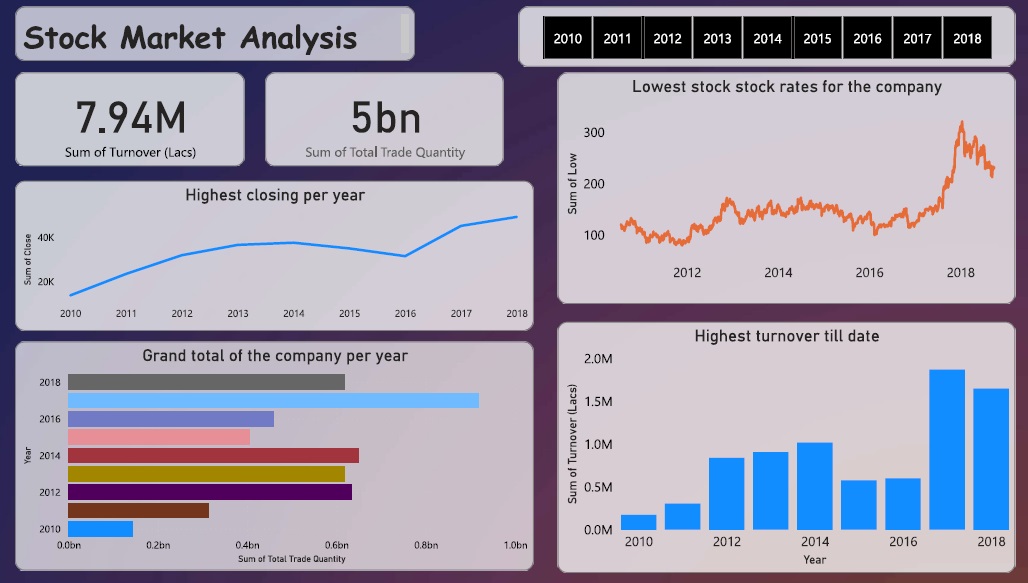 Stock Market Analysis
2010 2011 2012 2013 2014 2015 2016 2017 2018
7.94M
Sum of Turnover (Lacs)
5bn
Sum of Total Trade Quantity
Lowest stock stock rates for the company
Sum of Low
300
200
100
2012 2014 2016 2018
Highest closing per year
Sum of Close
40K
20K
2010 2011 2012 2013 2014 2015 2016 2017 2018
Grand total of the company per year
Year
2018
2016
2014
2012
2010
0.0bn 0.2bn 0.4bn 0.6bn 0.8bn 1.0bn
Sum of Total Trade Quantity
Highest turnover till date
Sum of Turnover (Lacs)
2.0M
1.5M
1.0M
0.5M
0.0M
2010 2012 2014 2016 2018
Year